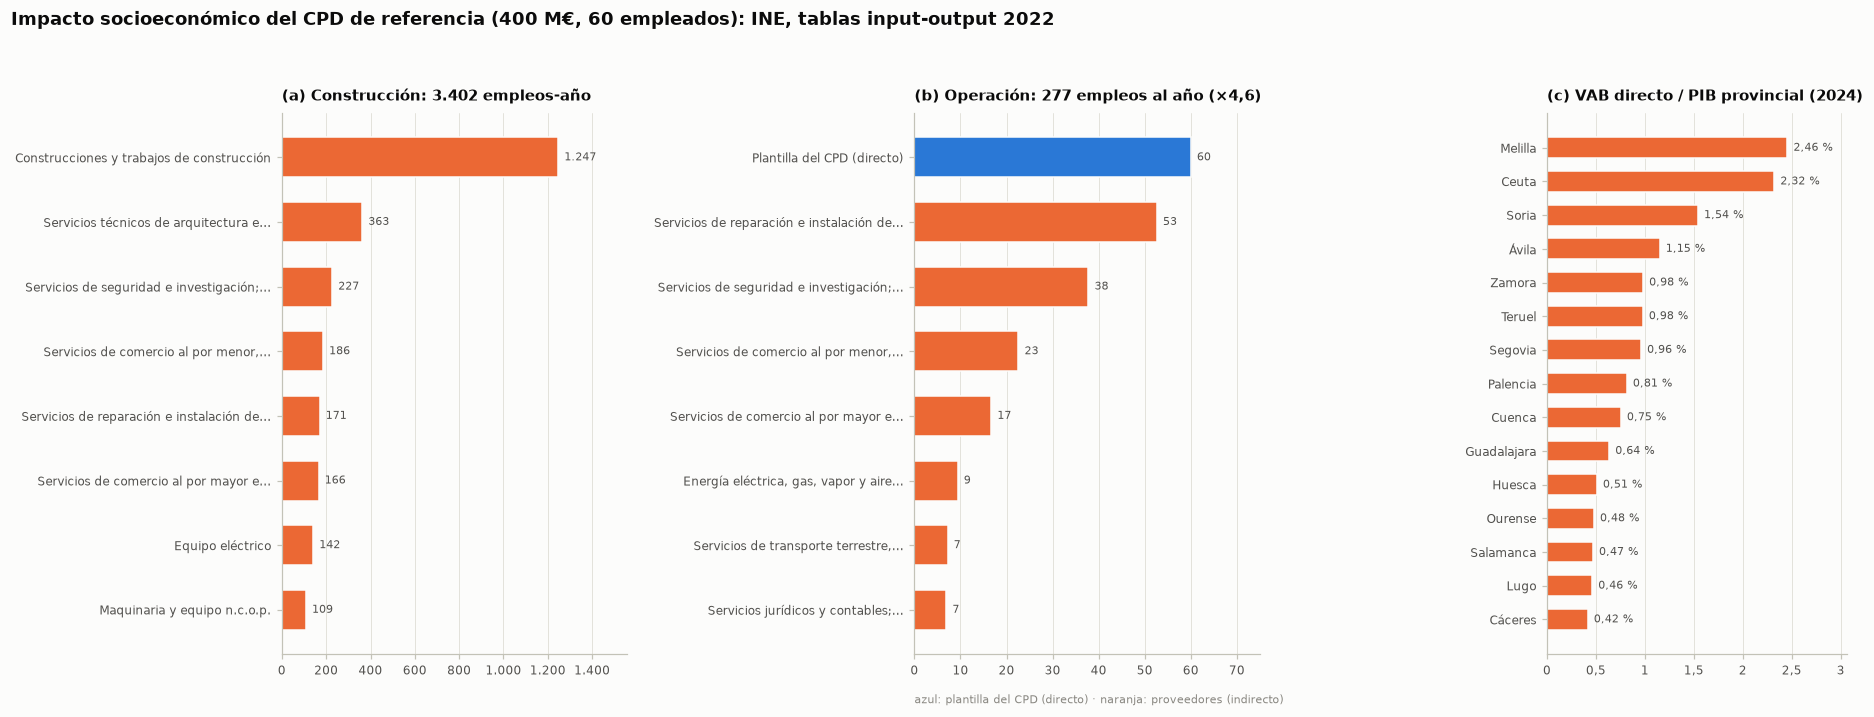 Impacto socioeconómico del CPD de referencia (400 M€, 60 empleados): INE, tablas input-output 2022
(a) Construcción: 3.402 empleos-año
Construcciones y trabajos de construcción 1.247
Servicios técnicos de arquitectura e... 363
Servicios de seguridad e investigación;... 227
Servicios de comercio al por menor,... 186
Servicios de reparación e instalación de... 171
Servicios de comercio al por mayor e... 166
Equipo eléctrico 142
Maquinaria y equipo n.c.o.p. 109
0 200 400 600 800 1.000 1.200 1.400
(b) Operación: 277 empleos al año (×4,6)
Plantilla del CPD (directo) 60
Servicios de reparación e instalación de... 53
Servicios de seguridad e investigación;... 38
Servicios de comercio al por menor,... 23
Servicios de comercio al por mayor e... 17
Energía eléctrica, gas, vapor y aire... 9
Servicios de transporte terrestre,... 7
Servicios jurídicos y contables;... 7
0 10 20 30 40 50 60 70
azul: plantilla del CPD (directo) · naranja: proveedores (indirecto)
(c) VAB directo / PIB provincial (2024)
Melilla 2,46 %
Ceuta 2,32 %
Soria 1,54 %
Ávila 1,15 %
Zamora 0,98 %
Teruel 0,98 %
Segovia 0,96 %
Palencia 0,81 %
Cuenca 0,75 %
Guadalajara 0,64 %
Huesca 0,51 %
Ourense 0,48 %
Salamanca 0,47 %
Lugo 0,46 %
Cáceres 0,42 %
0 0,5 1 1,5 2 2,5 3